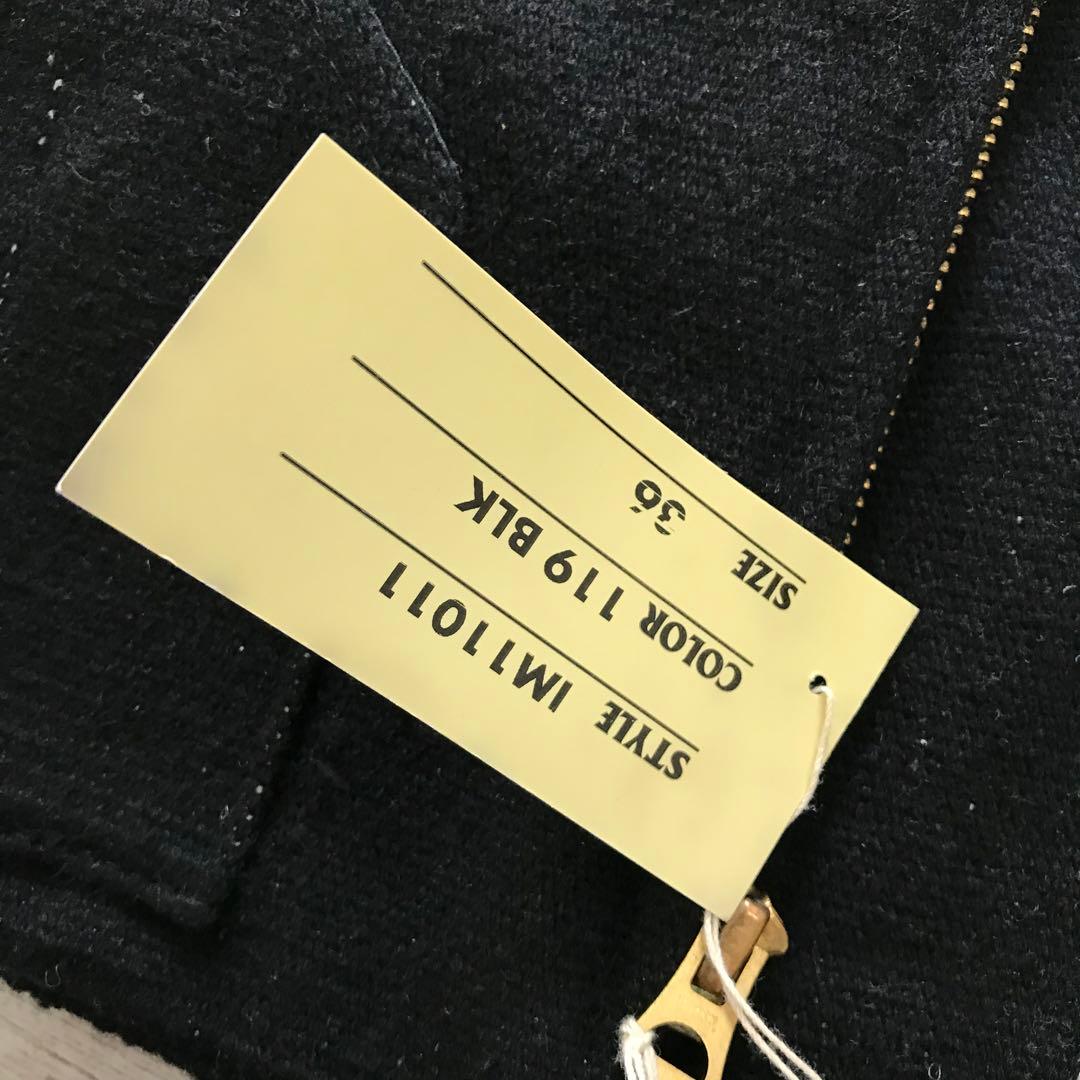 STYLE IM11011
COLOR 119 BLK
SIZE 36